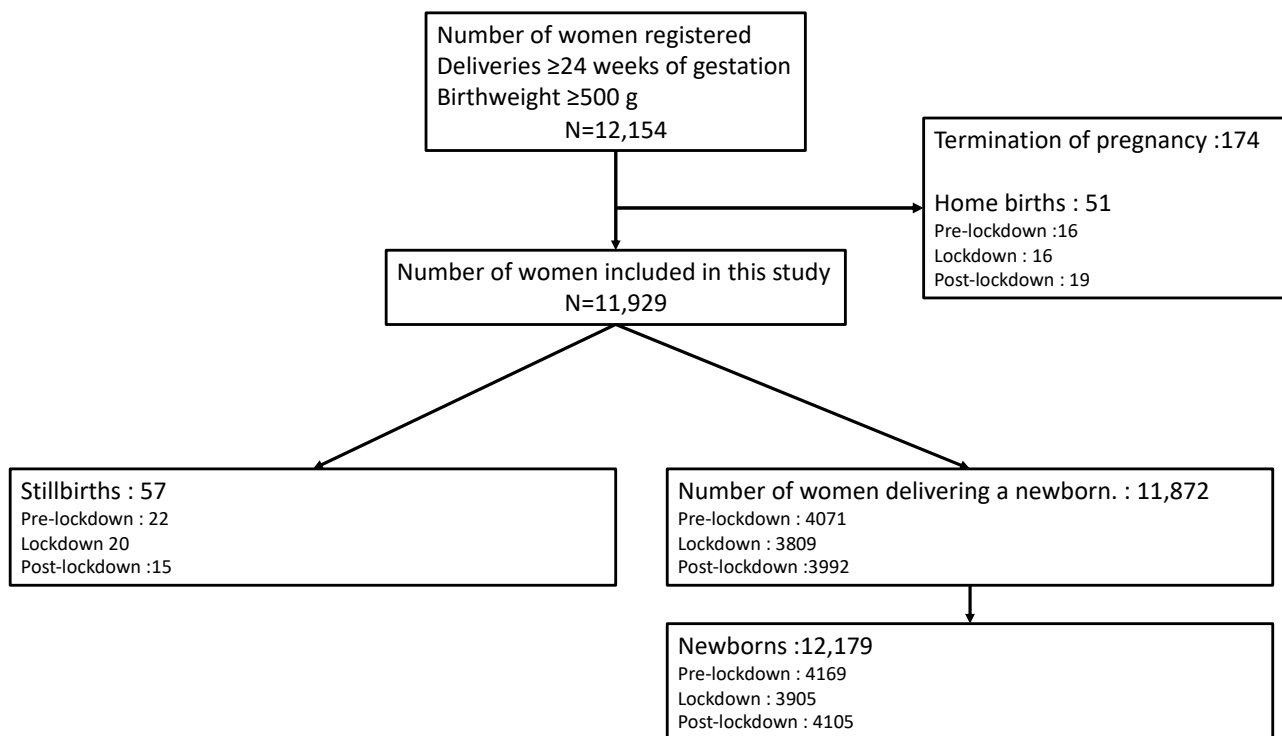 Number of women registered
Deliveries ≥24 weeks of gestation
Birthweight ≥500 g
N=12,154
Termination of pregnancy :174
Home births : 51
Pre-lockdown :16
Lockdown : 16
Post-lockdown : 19
Number of women included in this study
N=11,929
Stillbirths : 57
Pre-lockdown : 22
Lockdown 20
Post-lockdown :15
Number of women delivering a newborn. : 11,872
Pre-lockdown : 4071
Lockdown : 3809
Post-lockdown :3992
Newborns :12,179
Pre-lockdown : 4169
Lockdown : 3905
Post-lockdown : 4105